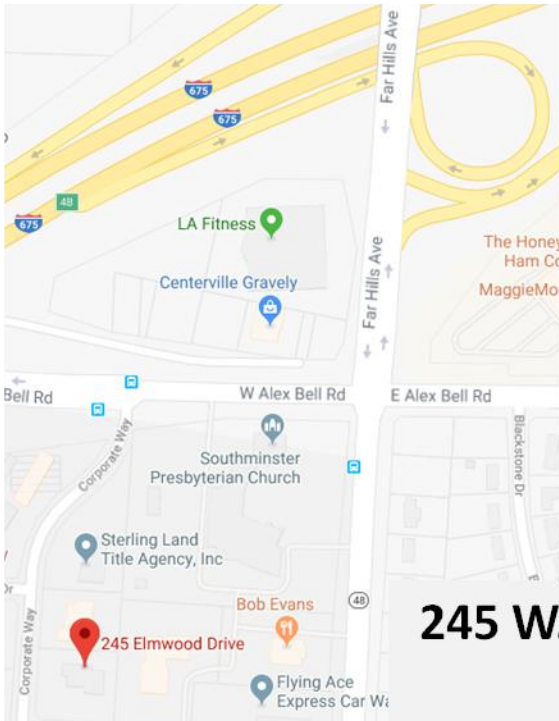 Far Hills Ave
675
675
48
675
LA Fitness
The Honey
Ham Co
Centerville Gravely
MaggieMo
Far Hills Ave
Bell Rd
W Alex Bell Rd
E Alex Bell Rd
Corporate Way
Southminster
Presbyterian Church
Blackstone Dr
Sterling Land
Title Agency, Inc
Dr
Bob Evans
48
245 W.
245 Elmwood Drive
Corporate Way
Flying Ace
Express Car Wa